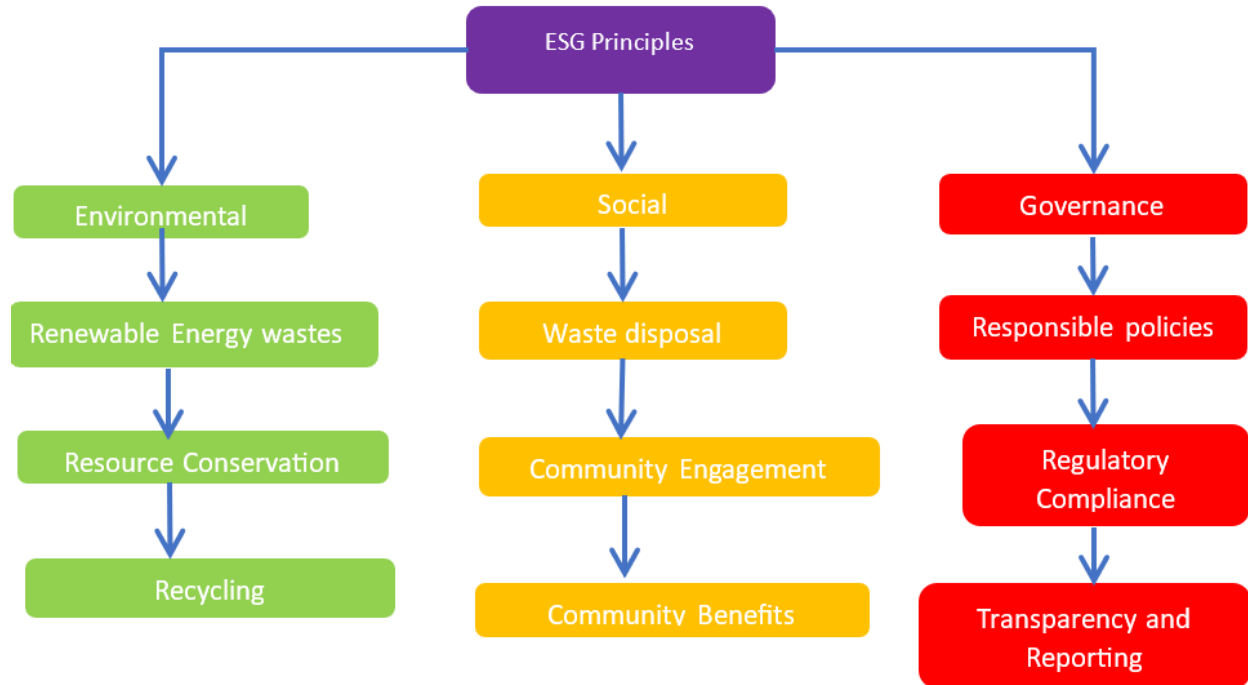 ESG Principles
Environmental
Social
Governance
Renewable Energy wastes
Waste disposal
Responsible policies
Resource Conservation
Community Engagement
Regulatory
Compliance
Recycling
Community Benefits
Transparency and
Reporting